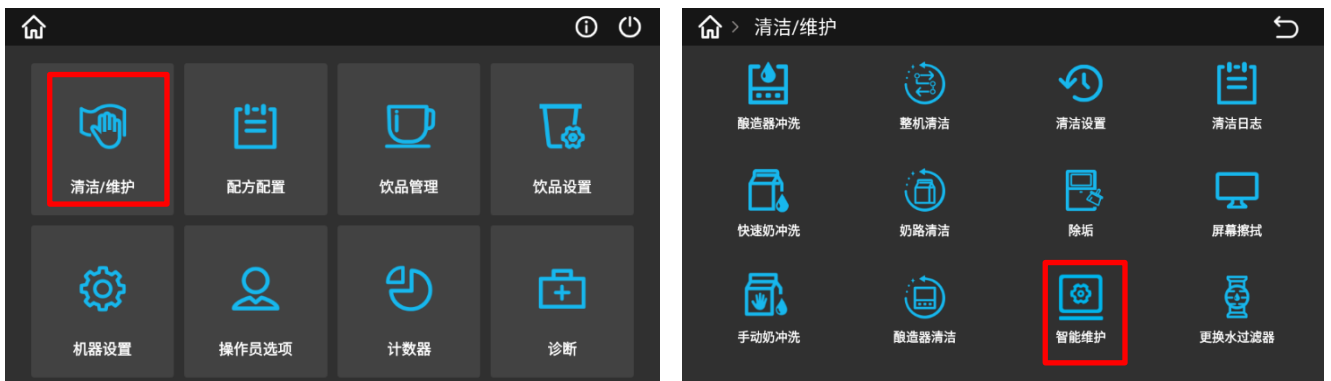 清洁/维护
配方配置
饮品管理
饮品设置
机器设置
操作员选项
计数器
诊断
清洁/维护
酿造器冲洗
整机清洁
清洁设置
清洁日志
快速奶冲洗
奶路清洁
除垢
屏幕擦拭
手动奶冲洗
酿造器清洁
智能维护
更换水过滤器